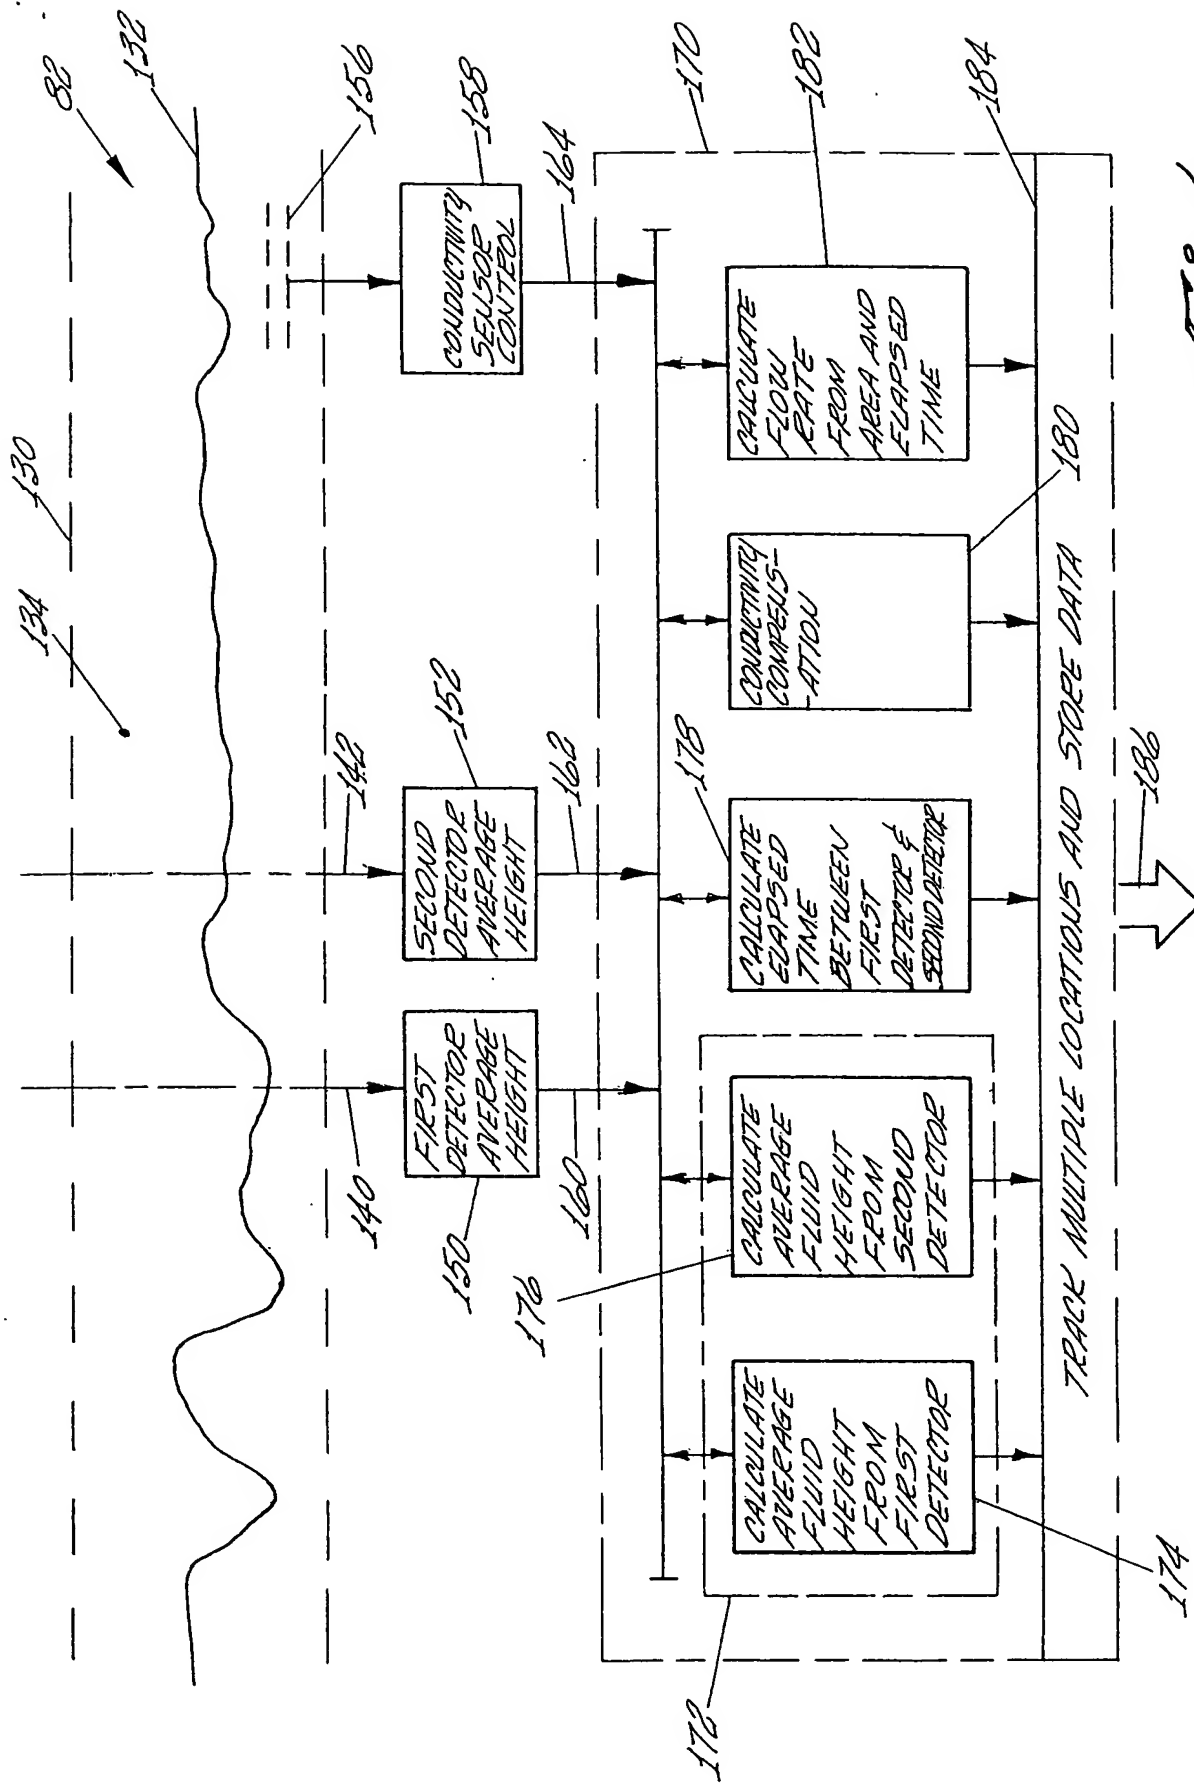 82
132
130
134
156
142
152
SECOND
DETECTOR
AVERAGE
HEIGHT
162
140
150
FIRST
DETECTOR
AVERAGE
HEIGHT
160
158
CONDUCTIVITY
SENSOR
CONTROL
164
170
172
174
CALCULATE
AVERAGE
FLUID
HEIGHT
FROM
FIRST
DETECTOR
176
CALCULATE
AVERAGE
FLUID
HEIGHT
FROM
SECOND
DETECTOR
178
CALCULATE
ELAPSED
TIME
BETWEEN
FIRST
DETECTOR &
SECOND DETECTOR
180
CONDUCTIVITY
COMPENS-
-ATION
182
CALCULATE
FLOW
RATE
FROM
AREA AND
ELAPSED
TIME
184
TRACK MULTIPLE LOCATIONS AND STORE DATA
186